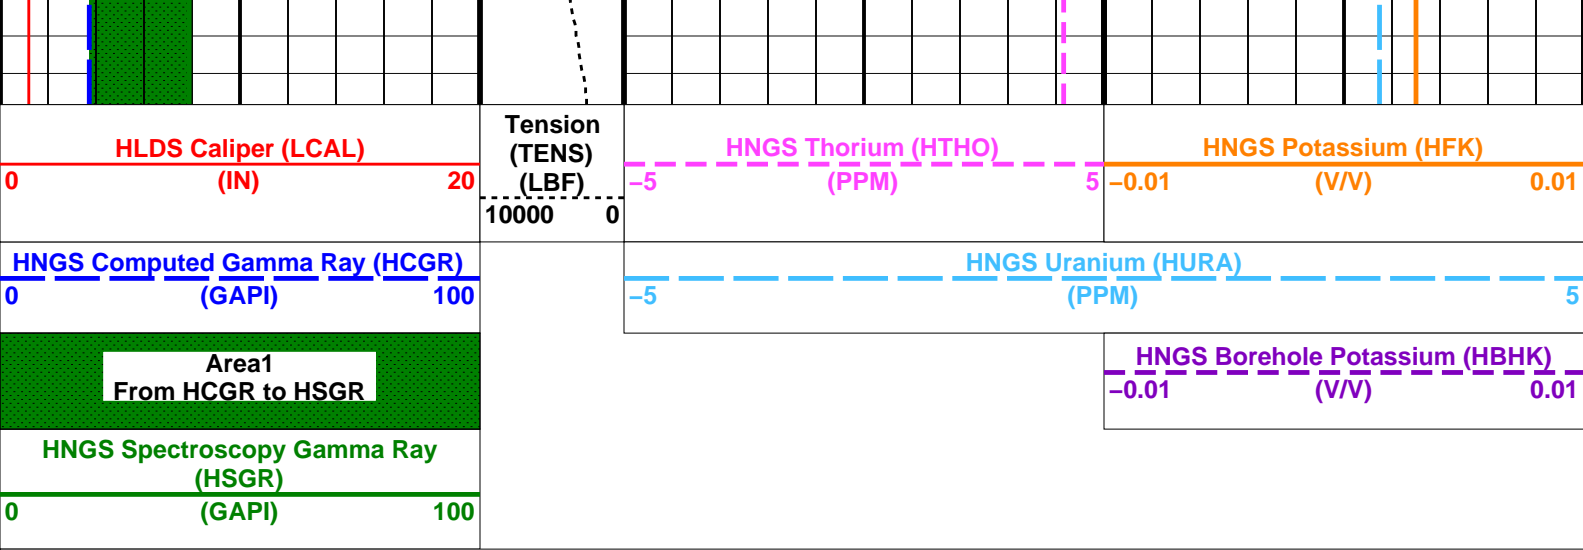 HLDS Caliper (LCAL)
0 (IN) 20
Tension
(TENS)
(LBF)
10000 0
HNGS Thorium (HTHO)
−5 (PPM) 5
HNGS Potassium (HFK)
−0.01 (V/V) 0.01
HNGS Computed Gamma Ray (HCGR)
0 (GAPI) 100
HNGS Uranium (HURA)
−5 (PPM) 5
Area1
From HCGR to HSGR
HNGS Borehole Potassium (HBHK)
−0.01 (V/V) 0.01
HNGS Spectroscopy Gamma Ray
(HSGR)
0 (GAPI) 100